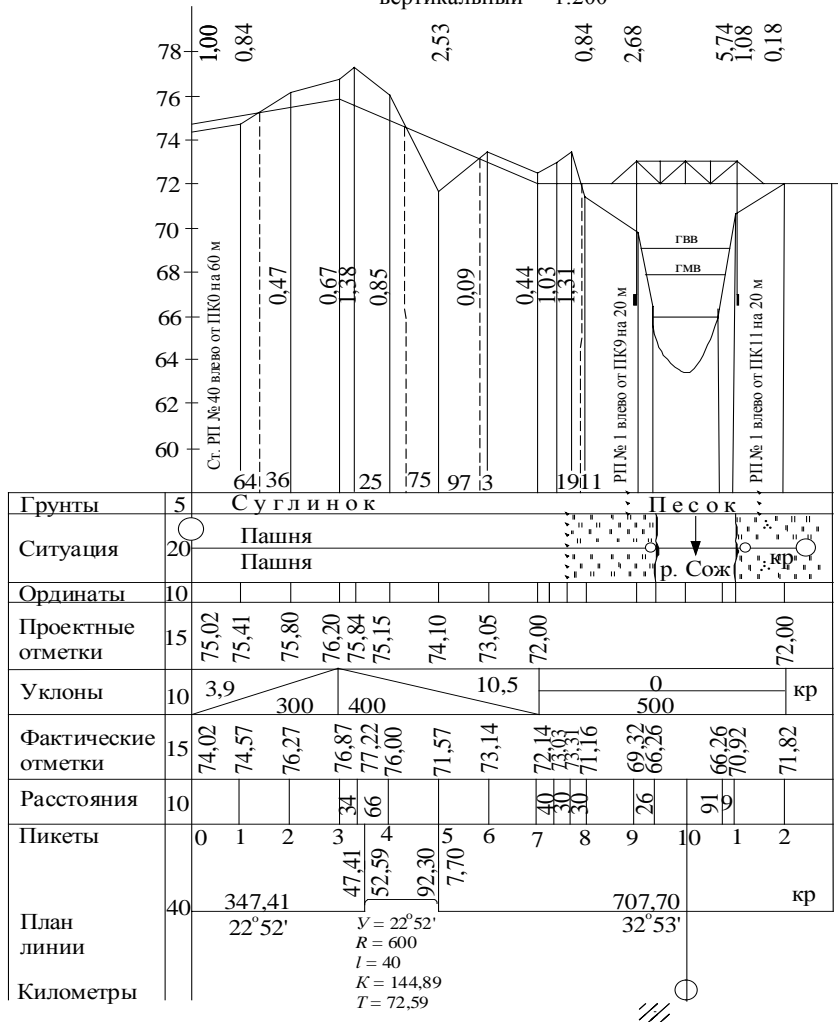 вертикальный 1:200
1,00 0,84 2,53 0,84 2,68 5,74 1,08 0,18
78
76
74
72
70
68
66
64
62
60
Ст. РП № 40 влево от ПК0 на 60 м
0,47 0,67 1,38 0,85 0,09 0,44 1,03 1,31
ГВВ
ГМВ
РП № 1 влево от ПК9 на 20 м
РП № 1 влево от ПК11 на 20 м
64 36 25 75 97 3 19 11
Грунты 5 Суглинок Песок
Ситуация 20 Пашня
Пашня р. Сож кр
Ординаты 10
Проектные отметки 15 75,02 75,41 75,80 76,20 75,84 75,15 74,10 73,05 72,00 72,00
Уклоны 10 3,9 300 400 10,5 0 500 кр
Фактические отметки 15 74,02 74,57 76,27 76,87 77,22 76,00 71,57 73,14 72,14 73,03 73,31 71,16 69,32 66,26 66,26 70,92 71,82
Расстояния 10 34 66 40 30 30 26 91 9
Пикеты 0 1 2 3 4 5 6 7 8 9 10 1 2
47,41 52,59 92,30 7,70
40 347,41 707,70 кр
План линии 22°52' 32°53'
У = 22°52'
R = 600
l = 40
К = 144,89
Т = 72,59
Километры